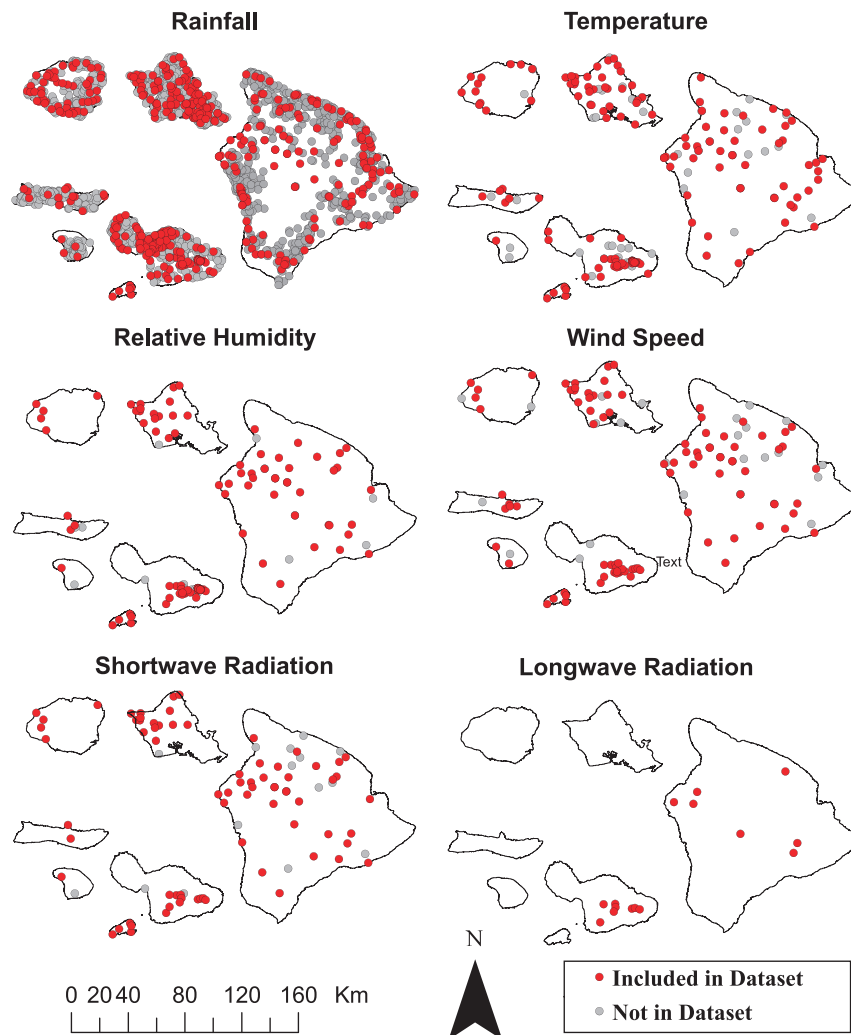 Rainfall
Temperature
Relative Humidity
Wind Speed
Text
Shortwave Radiation
Longwave Radiation
0 20 40 80 120 160 Km
N
Included in Dataset
Not in Dataset